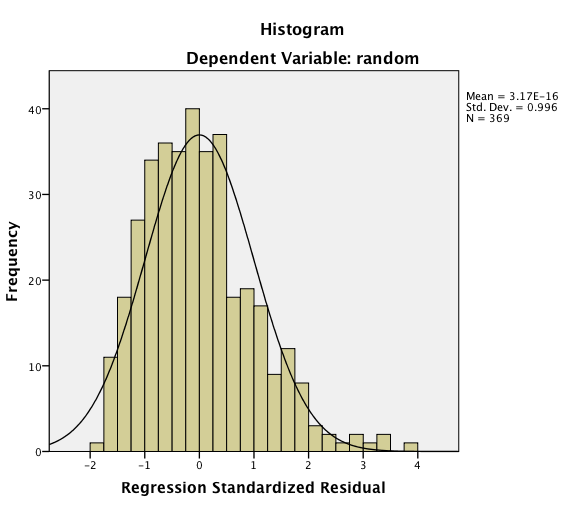 Histogram
Dependent Variable: random
Mean = 3.17E-16
Std. Dev. = 0.996
N = 369
Frequency
40
30
20
10
0
-2 -1 0 1 2 3 4
Regression Standardized Residual